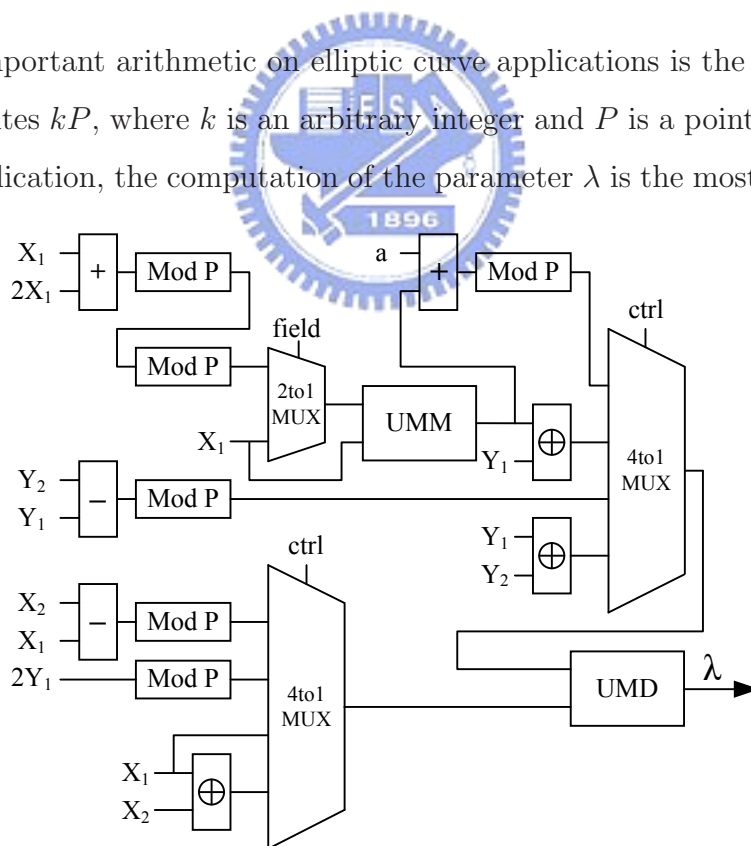 mportant arithmetic on elliptic curve applications is the
tes kP, where k is an arbitrary integer and P is a point
lication, the computation of the parameter λ is the most
E S
1896
X₁
2X₁
+
Mod P
a
+
Mod P
ctrl
field
Mod P
2to1
MUX
UMM
X₁
Y₁
⊕
4to1
MUX
Y₂
Y₁
−
Mod P
Y₁
Y₂
⊕
ctrl
X₂
X₁
−
Mod P
2Y₁
Mod P
4to1
MUX
UMD
λ
X₁
X₂
⊕